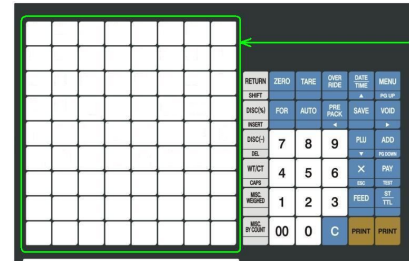 RETURN ZERO TARE OVER RIDE DATE TIME MENU
SHIFT PG UP
DISC(%) FOR AUTO PRE PACK SAVE VOID
INSERT
DISC(-) 7 8 9 PLU ADD
DEL PG DOWN
WT/CT 4 5 6 × PAY
CAPS ESC TEST
MISC. WEIGHED 1 2 3 FEED ST TTL
MISC. BY COUNT 00 0 C PRINT PRINT